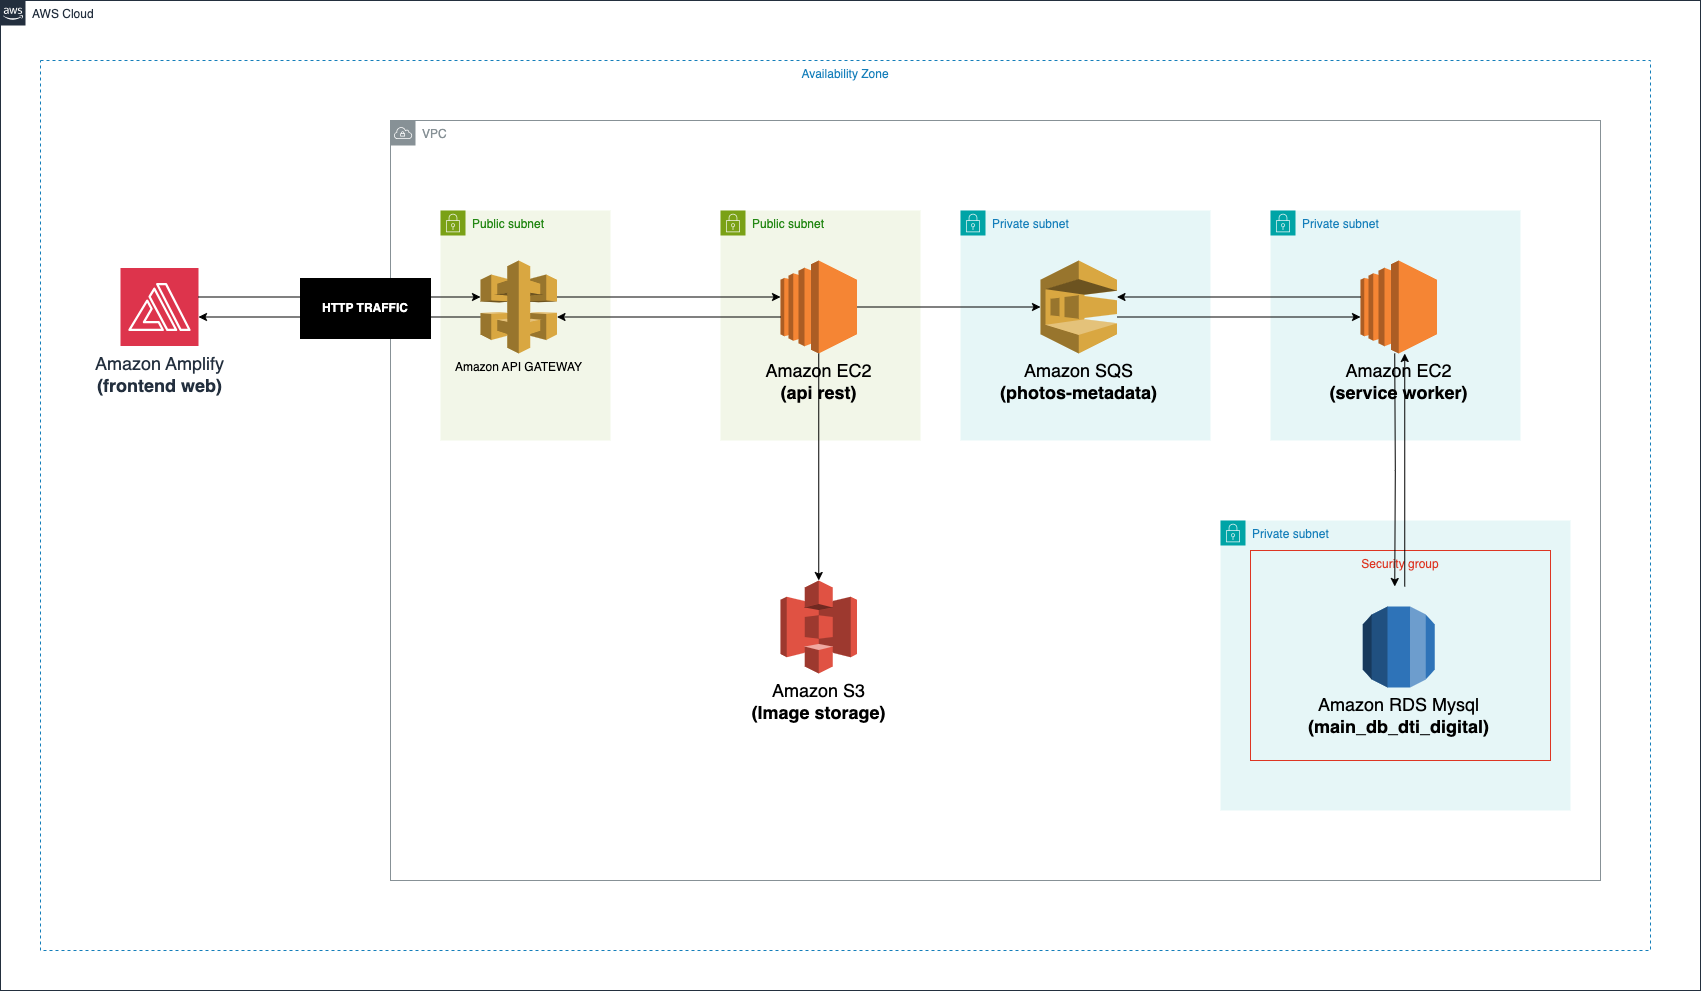 aws
AWS Cloud
Availability Zone
VPC
Public subnet
Public subnet
Private subnet
Private subnet
HTTP TRAFFIC
Amazon Amplify
(frontend web)
Amazon API GATEWAY
Amazon EC2
(api rest)
Amazon SQS
(photos-metadata)
Amazon EC2
(service worker)
Private subnet
Security group
Amazon S3
(Image storage)
Amazon RDS Mysql
(main_db_dti_digital)